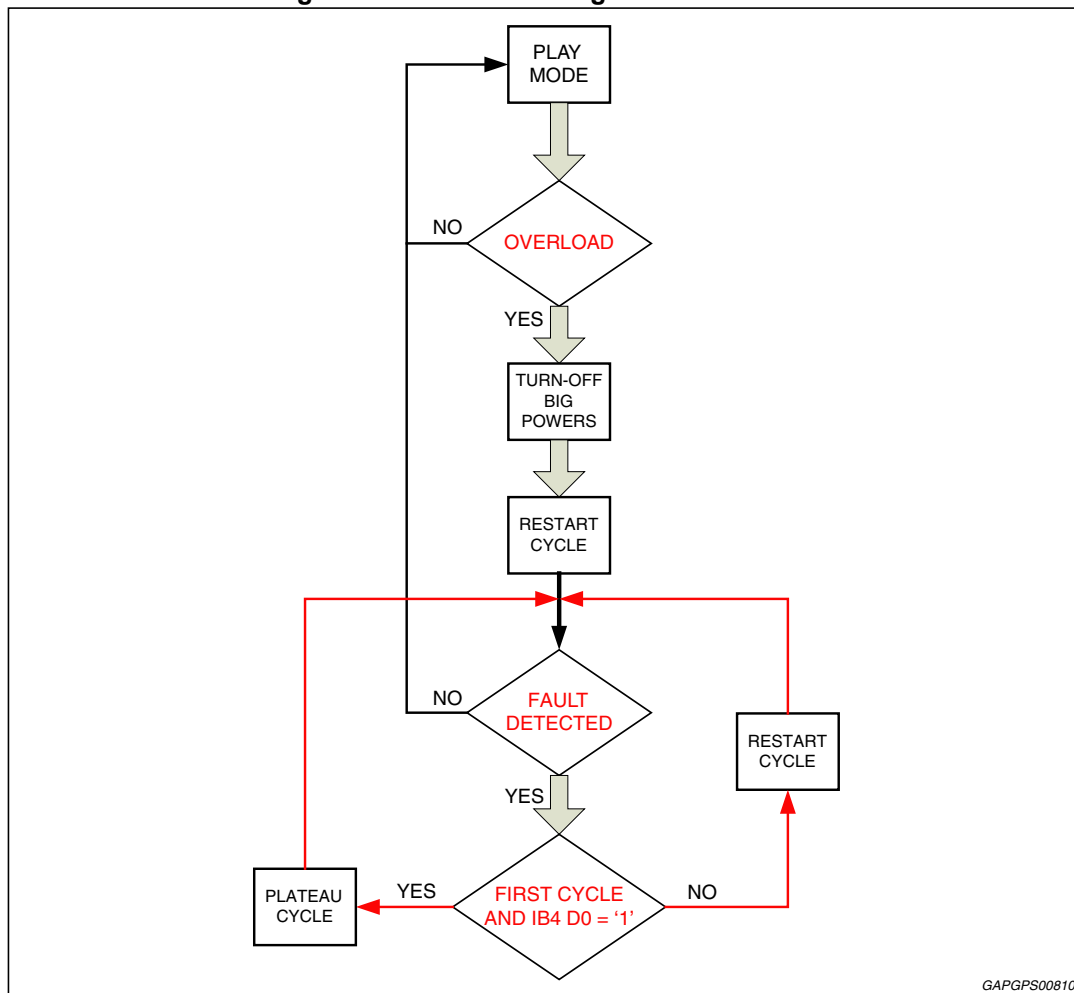 PLAY
MODE
NO
OVERLOAD
YES
TURN-OFF
BIG
POWERS
RESTART
CYCLE
NO
FAULT
DETECTED
RESTART
CYCLE
YES
PLATEAU
CYCLE
YES
FIRST CYCLE
AND IB4 D0 = ‘1’
NO
GAPGPS00810